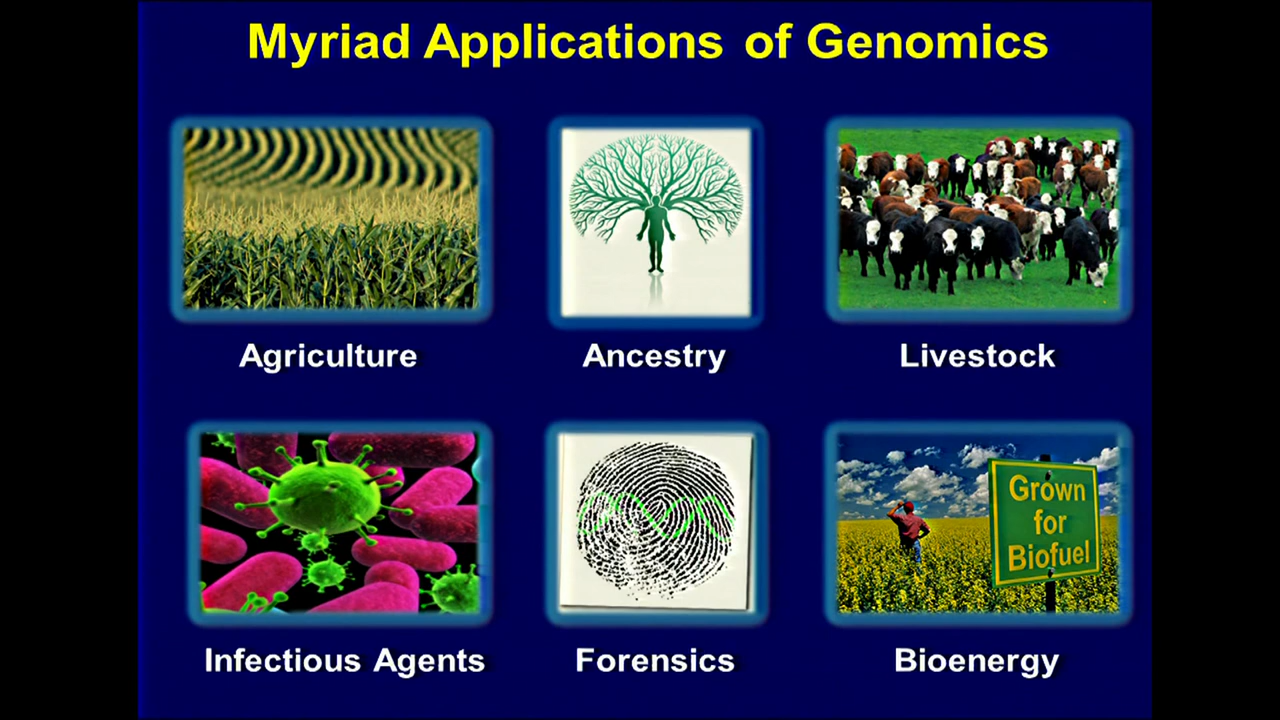 Myriad Applications of Genomics
Agriculture
Ancestry
Livestock
Grown
for
Biofuel
Infectious Agents
Forensics
Bioenergy